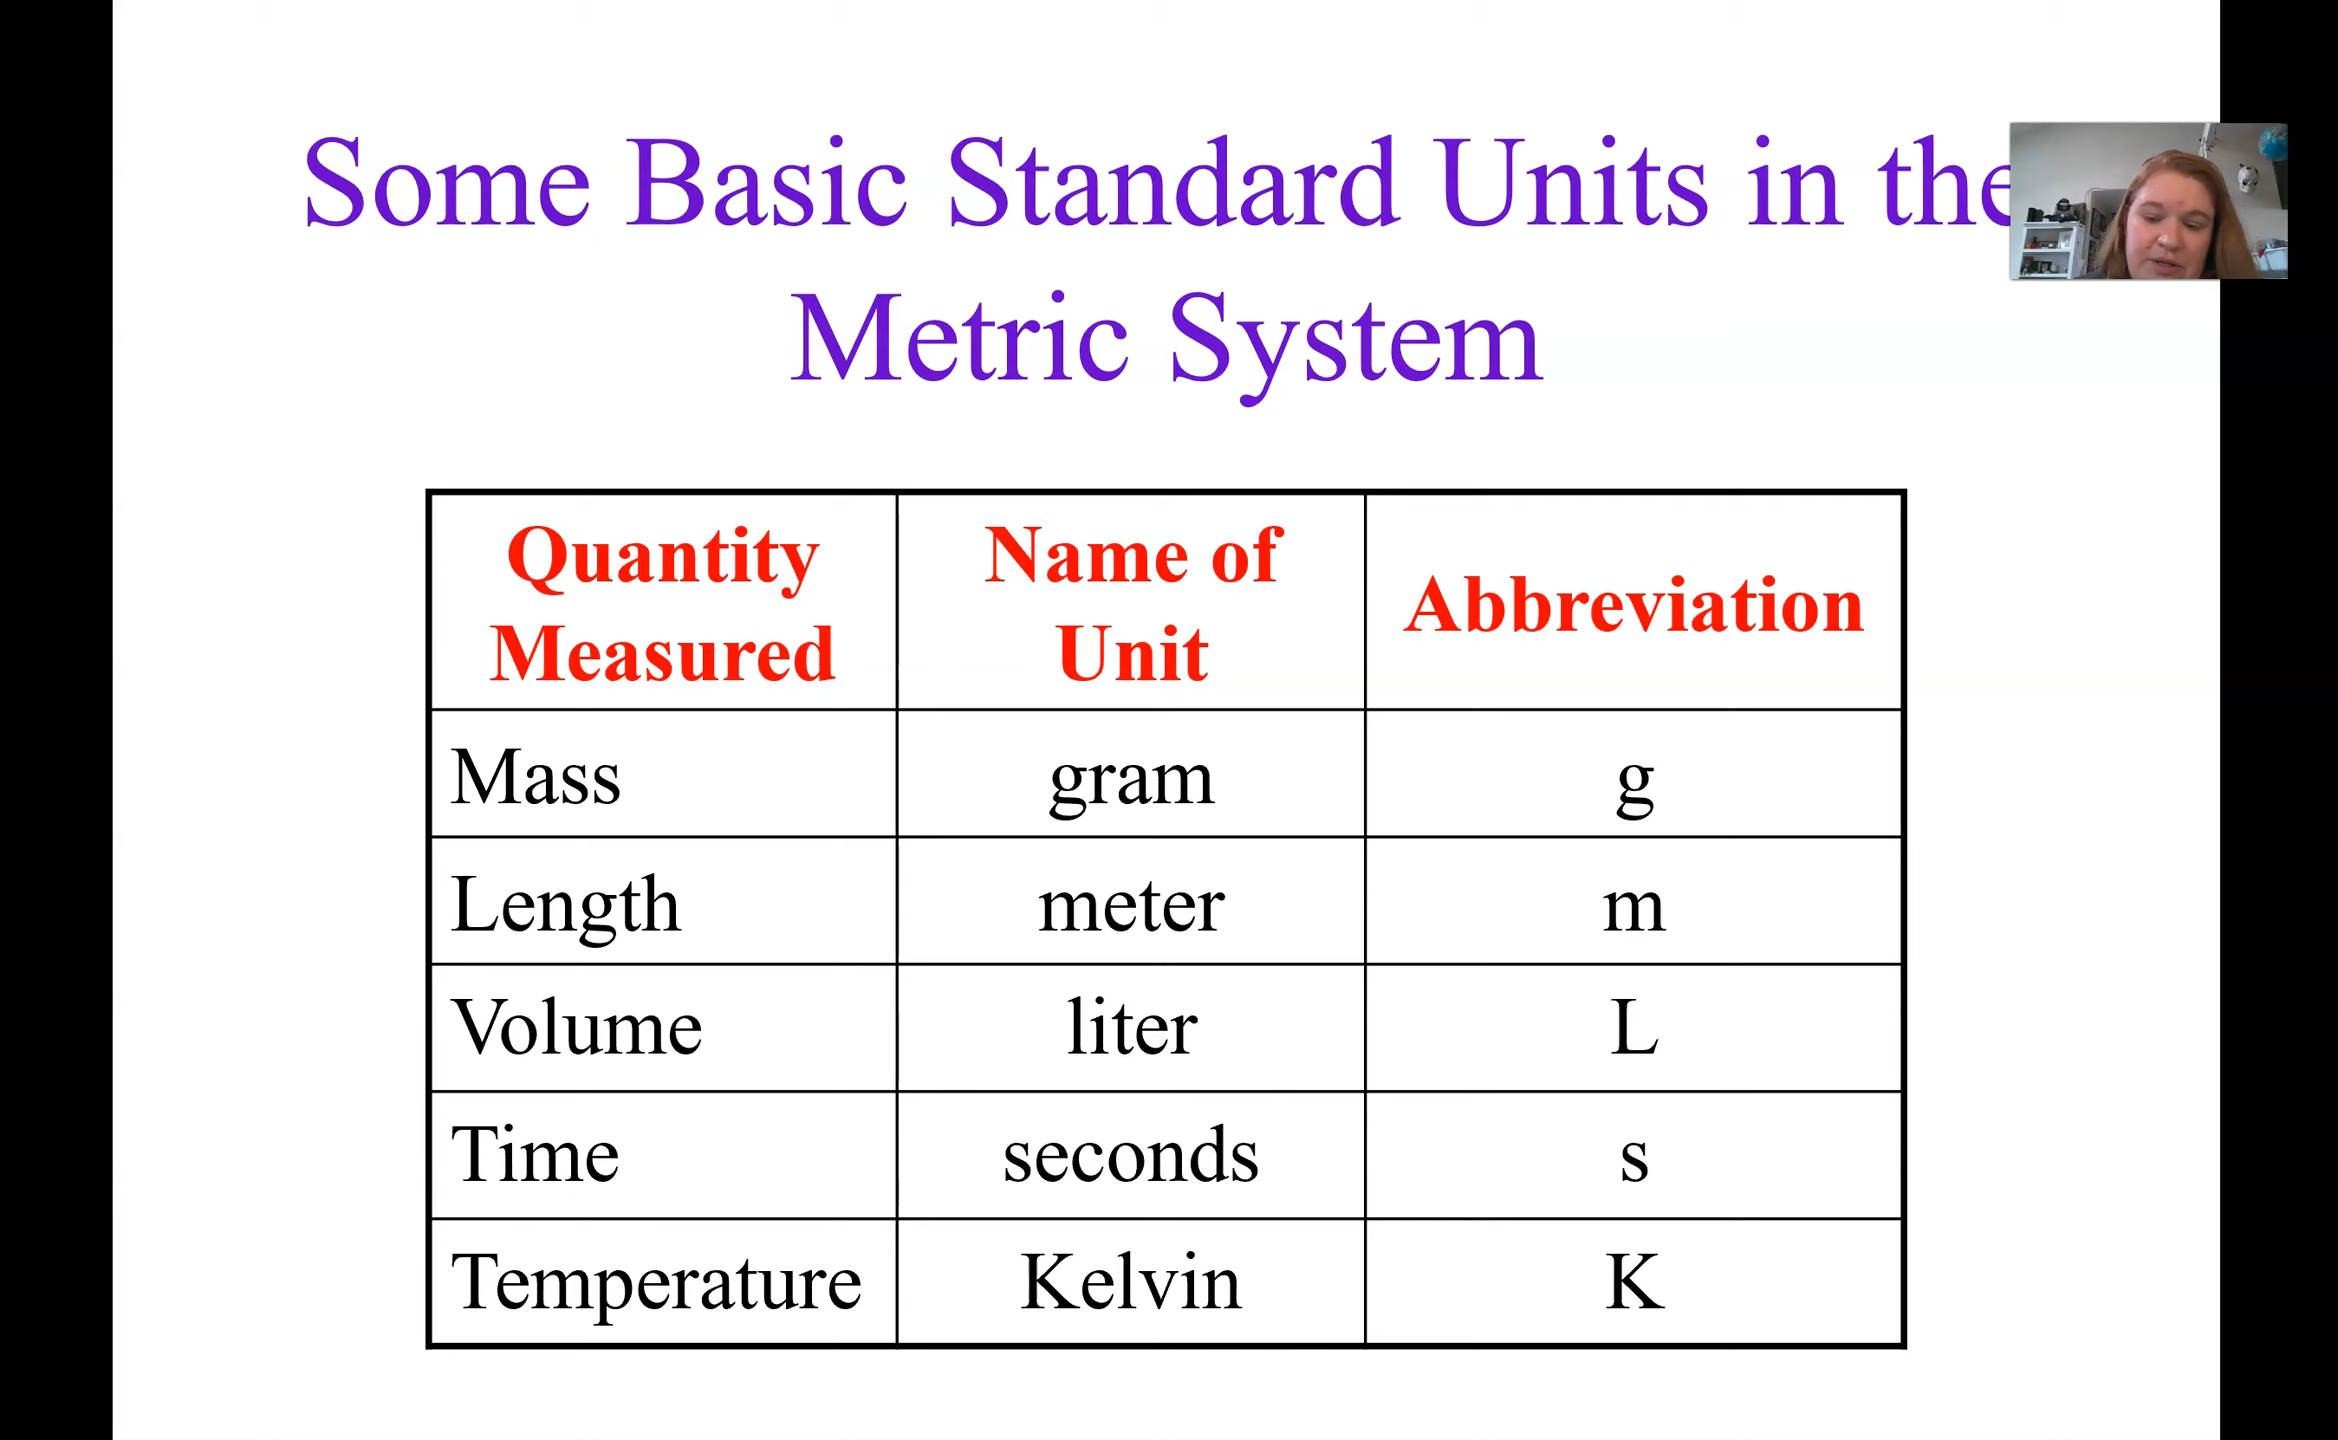 Some Basic Standard Units in the
Metric System
Quantity Measured | Name of Unit | Abbreviation
Mass | gram | g
Length | meter | m
Volume | liter | L
Time | seconds | s
Temperature | Kelvin | K